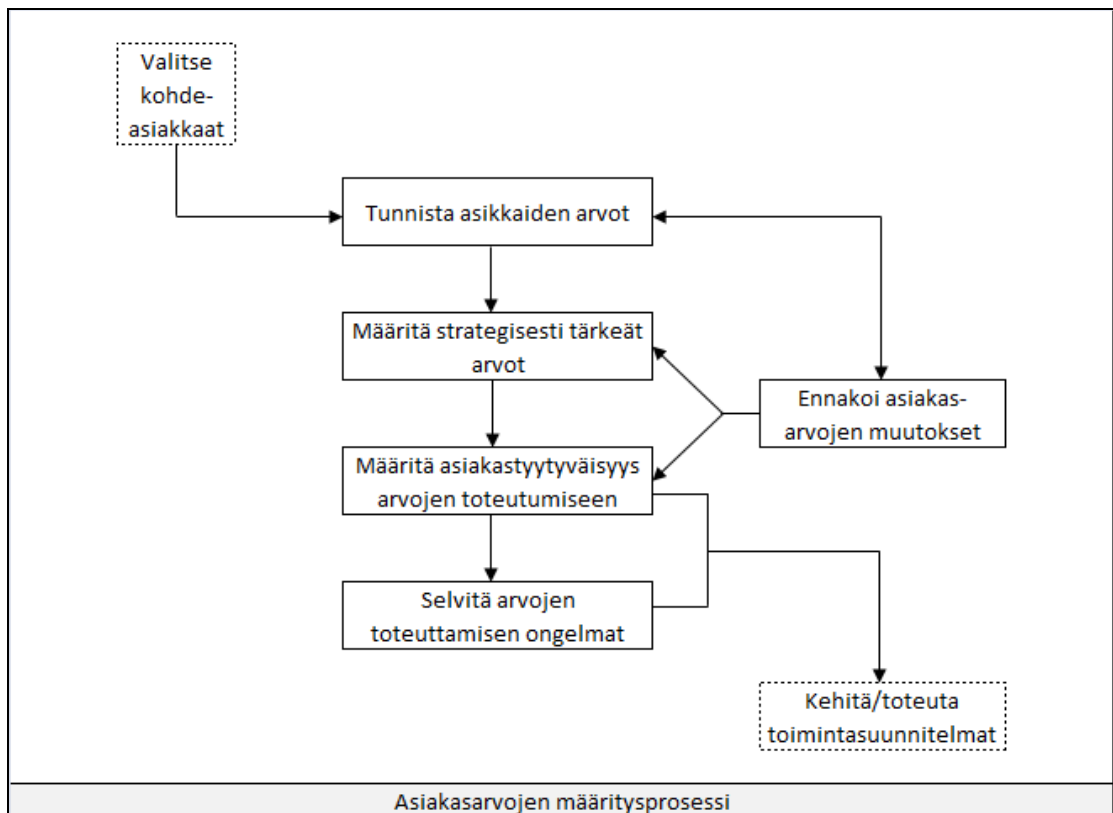 Valitse
kohde-
asiakkaat
Tunnista asikkaiden arvot
Määritä strategisesti tärkeät
arvot
Ennakoi asiakas-
arvojen muutokset
Määritä asiakastyytyväisyys
arvojen toteutumiseen
Selvitä arvojen
toteuttamisen ongelmat
Kehitä/toteuta
toimintasuunnitelmat
Asiakasarvojen määritysprosessi